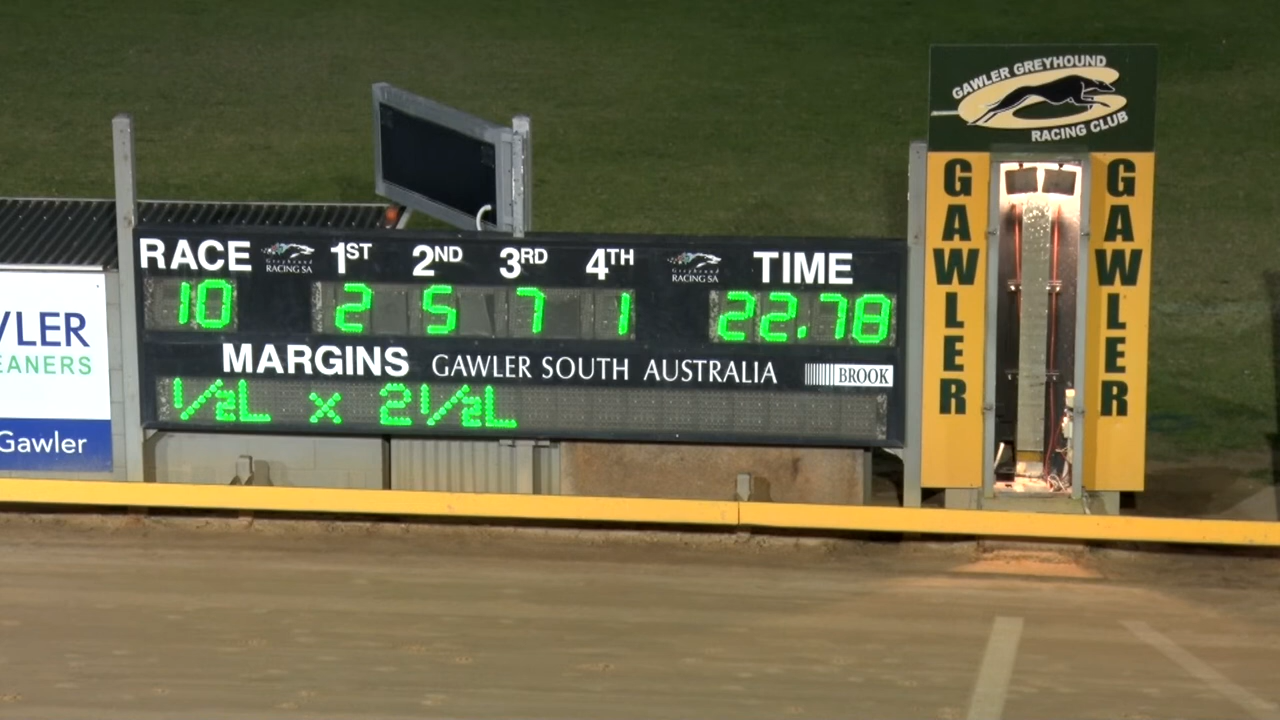 GAWLER GREYHOUND
RACING CLUB
GAWLER
GAWLER
RACE
Greyhound
RACING SA
1ST 2ND 3RD 4TH
Greyhound
RACING SA
TIME
10 2 5 7 1 22.78
MARGINS GAWLER SOUTH AUSTRALIA BROOK
½L x 2½L
WLER
EANERS
Gawler